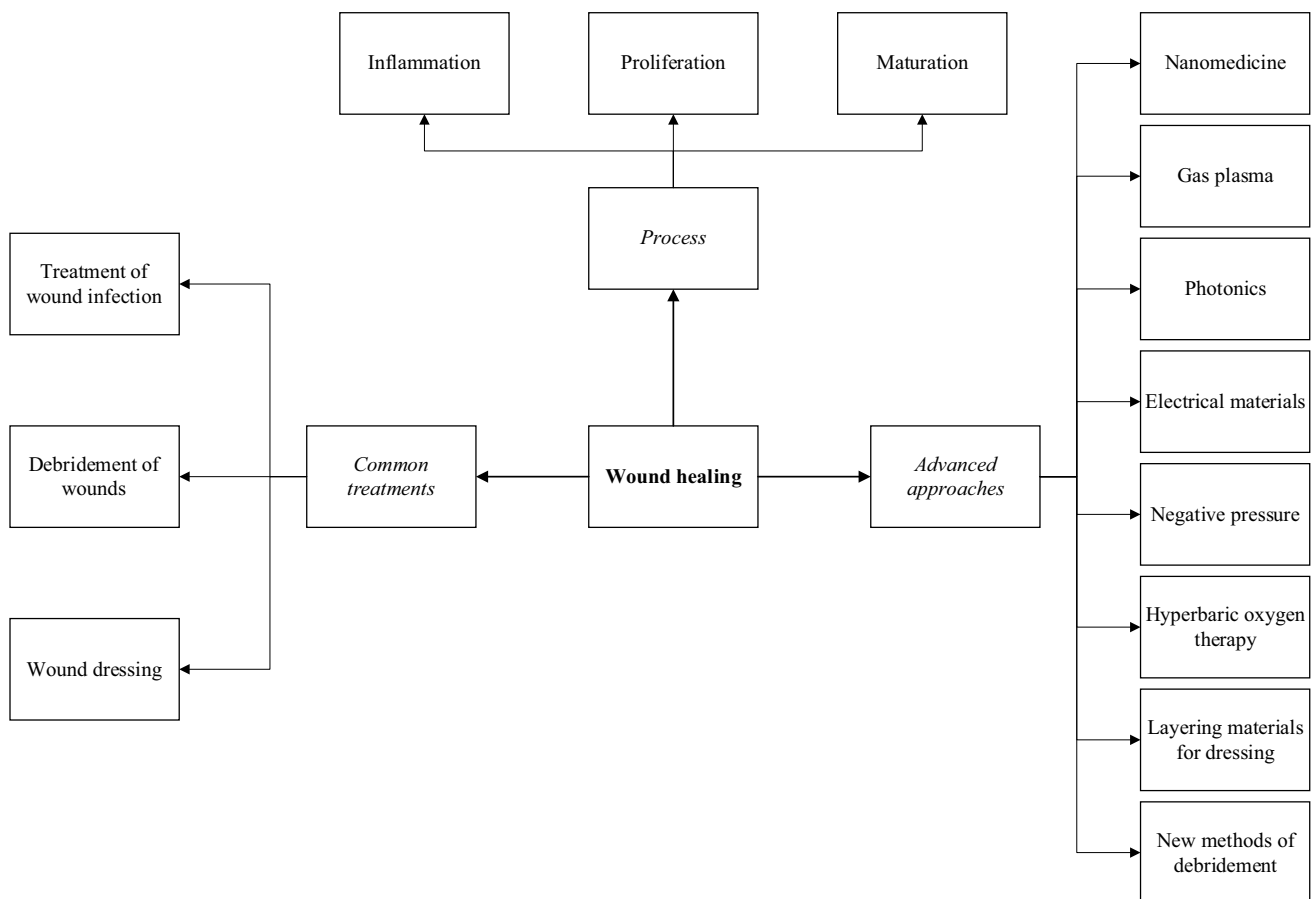 Inflammation
Proliferation
Maturation
Process
Treatment of
wound infection
Debridement of
wounds
Wound dressing
Common
treatments
Wound healing
Advanced
approaches
Nanomedicine
Gas plasma
Photonics
Electrical materials
Negative pressure
Hyperbaric oxygen
therapy
Layering materials
for dressing
New methods of
debridement